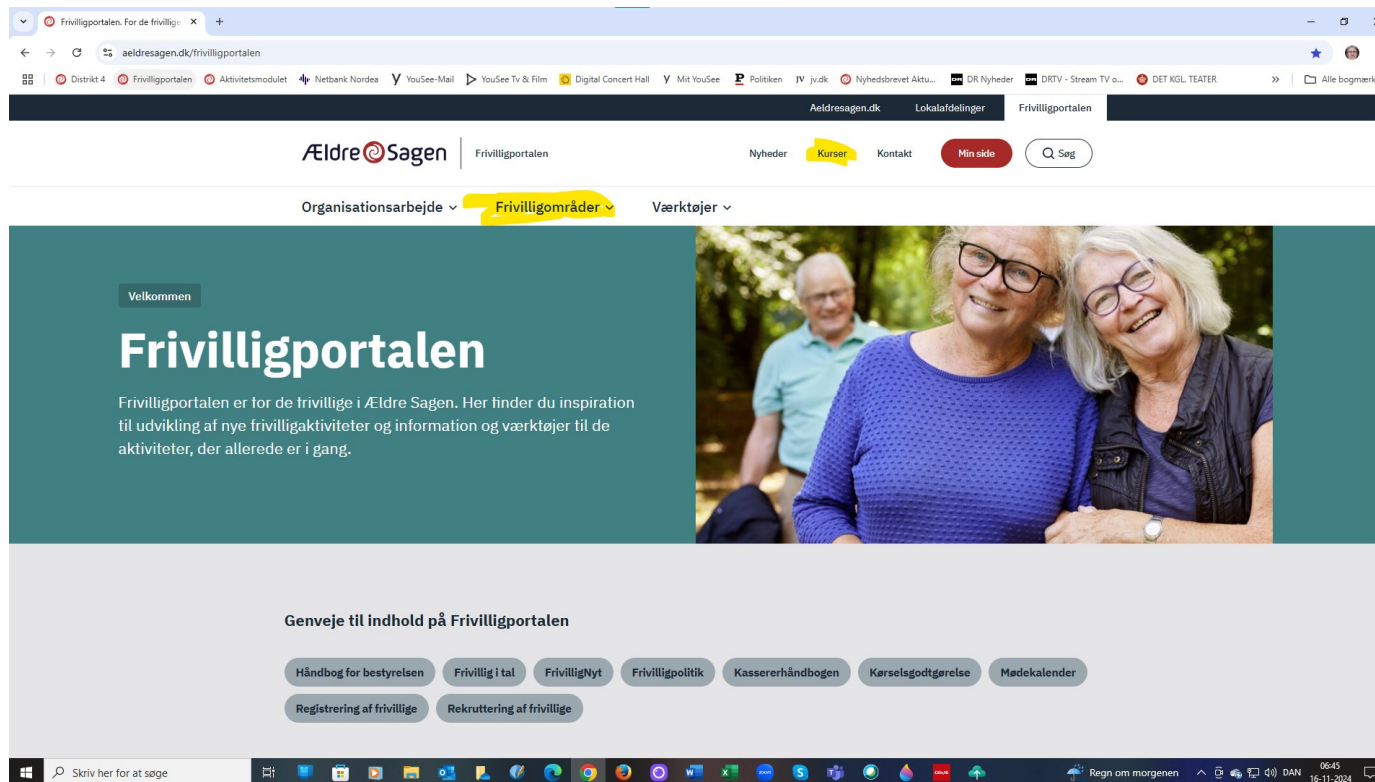 Frivilligportalen. For de frivillige
aeldresagen.dk/frivilligportalen
Distrikt 4 Frivilligportalen Aktivitetsmodulet Netbank Nordea YouSee-Mail YouSee Tv & Film Digital Concert Hall Mit YouSee Politiken jv.dk Nyhedsbrevet Aktu... DR Nyheder DRTV - Stream TV o... DET KGL. TEATER » Alle bogmærk
Aeldresagen.dk Lokalafdelinger Frivilligportalen
Ældre Sagen Frivilligportalen Nyheder Kurser Kontakt Min side Søg
Organisationsarbejde Frivilligområder Værktøjer
Velkommen
Frivilligportalen
Frivilligportalen er for de frivillige i Ældre Sagen. Her finder du inspiration
til udvikling af nye frivilligaktiviteter og information og værktøjer til de
aktiviteter, der allerede er i gang.
Genveje til indhold på Frivilligportalen
Håndbog for bestyrelsen Frivillig i tal FrivilligNyt Frivilligpolitik Kassererhåndbogen Kørselsgodtgørelse Mødekalender
Registrering af frivillige Rekruttering af frivillige
Skriv her for at søge Regn om morgenen DAN 06:45
16-11-2024